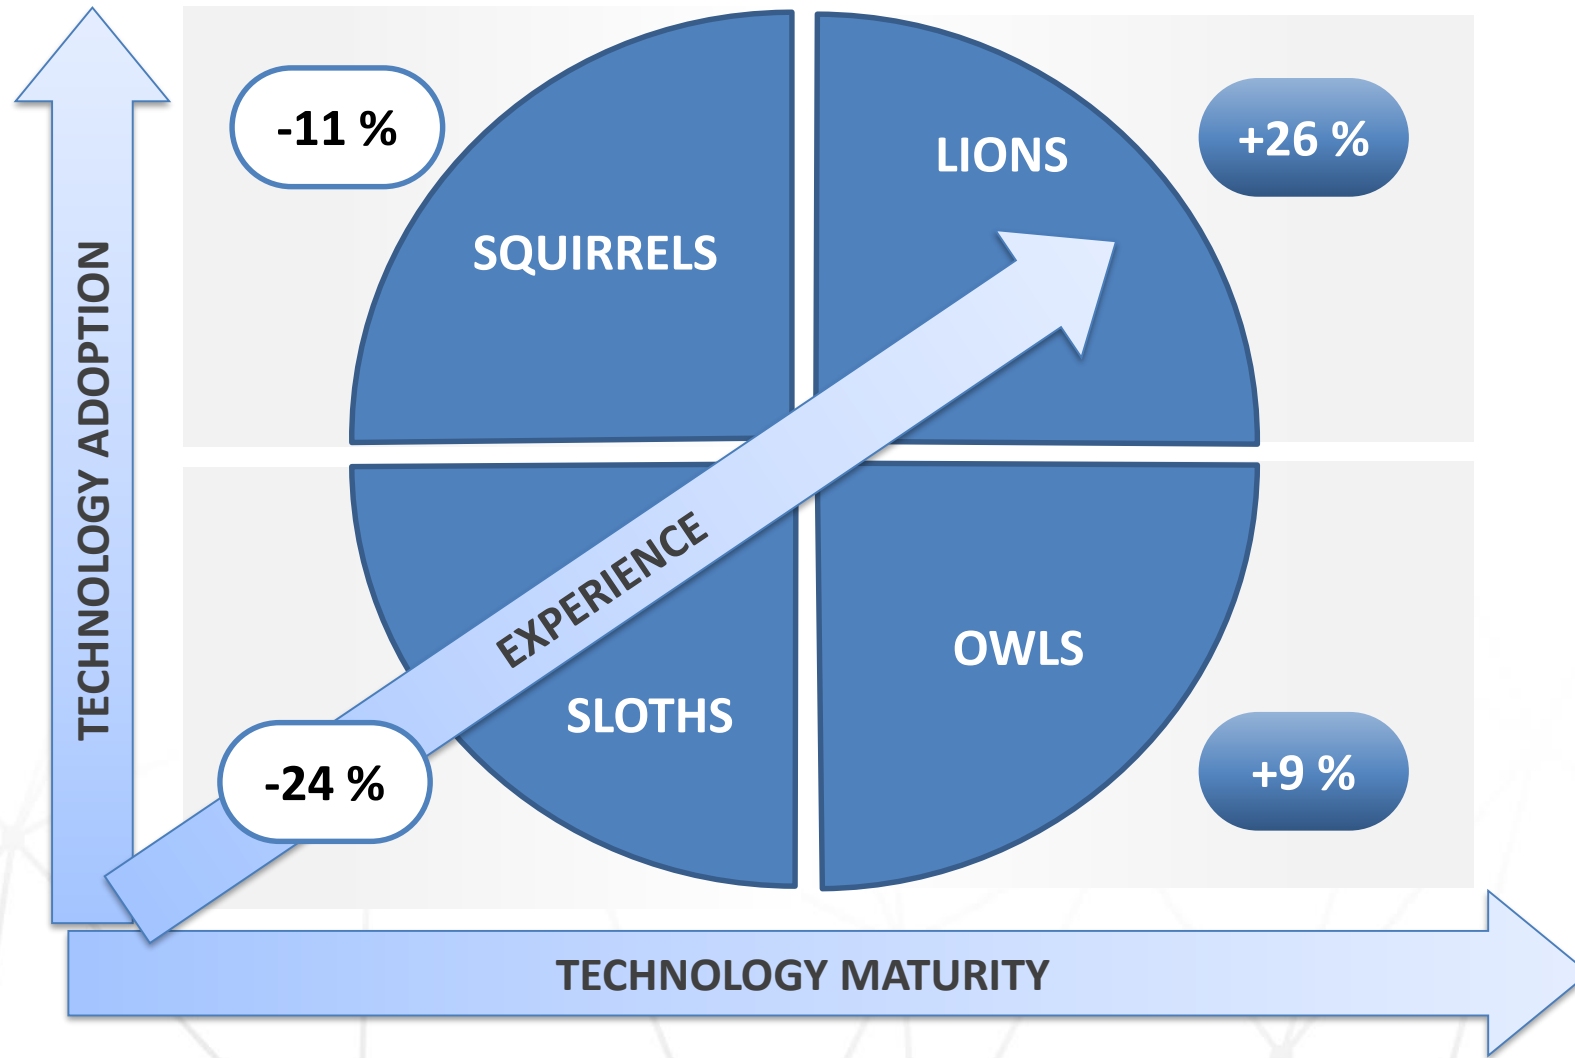 -11 %
LIONS
+26 %
SQUIRRELS
TECHNOLOGY ADOPTION
EXPERIENCE
OWLS
SLOTHS
-24 %
+9 %
TECHNOLOGY MATURITY